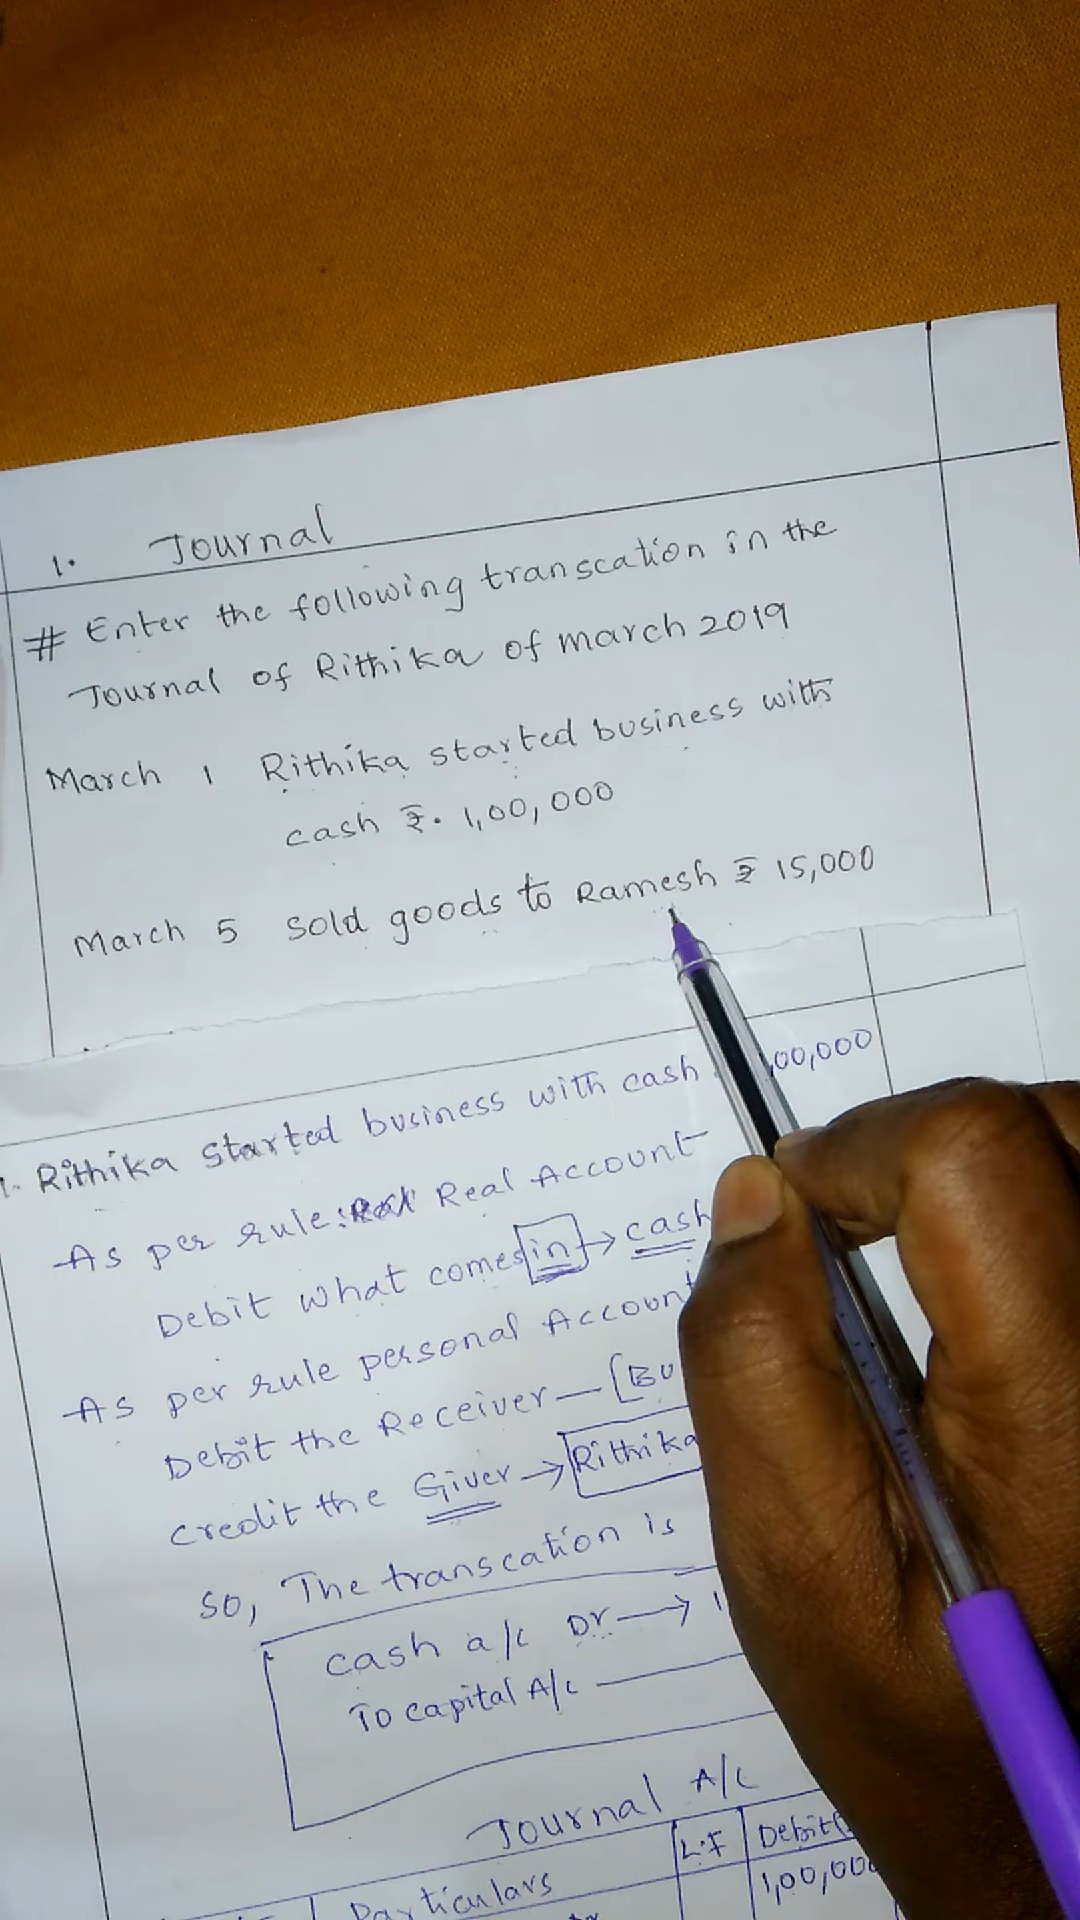 1. Journal
# Enter the following transcation in the
Journal of Rithika of march 2019
March 1 Rithika started business with
cash ₹. 1,00,000
March 5 sold goods to Ramesh ₹ 15,000
1. Rithika started business with cash ,00,000
As per rule: Real Account
Debit what comes in → cash
As per rule personal Account
Debit the Receiver — [Bu
credit the Giver → Rithika
so, The transcation is
cash a/c Dr → 1
To capital A/c
Journal A/c
Particulars L.F Debit(
1,00,000